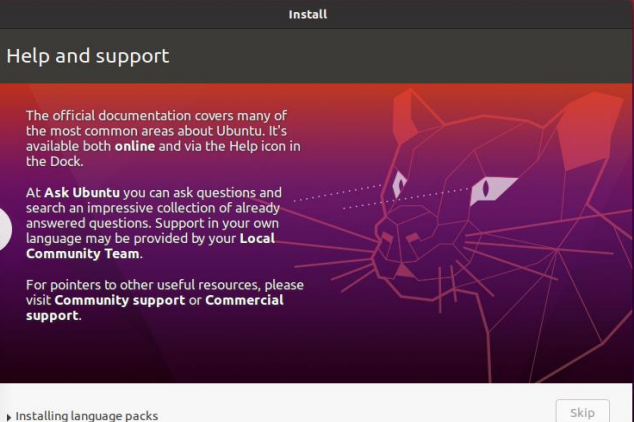 Install
Help and support
The official documentation covers many of
the most common areas about Ubuntu. It's
available both online and via the Help icon in
the Dock.
At Ask Ubuntu you can ask questions and
search an impressive collection of already
answered questions. Support in your own
language may be provided by your Local
Community Team.
For pointers to other useful resources, please
visit Community support or Commercial
support.
Installing language packs
Skip